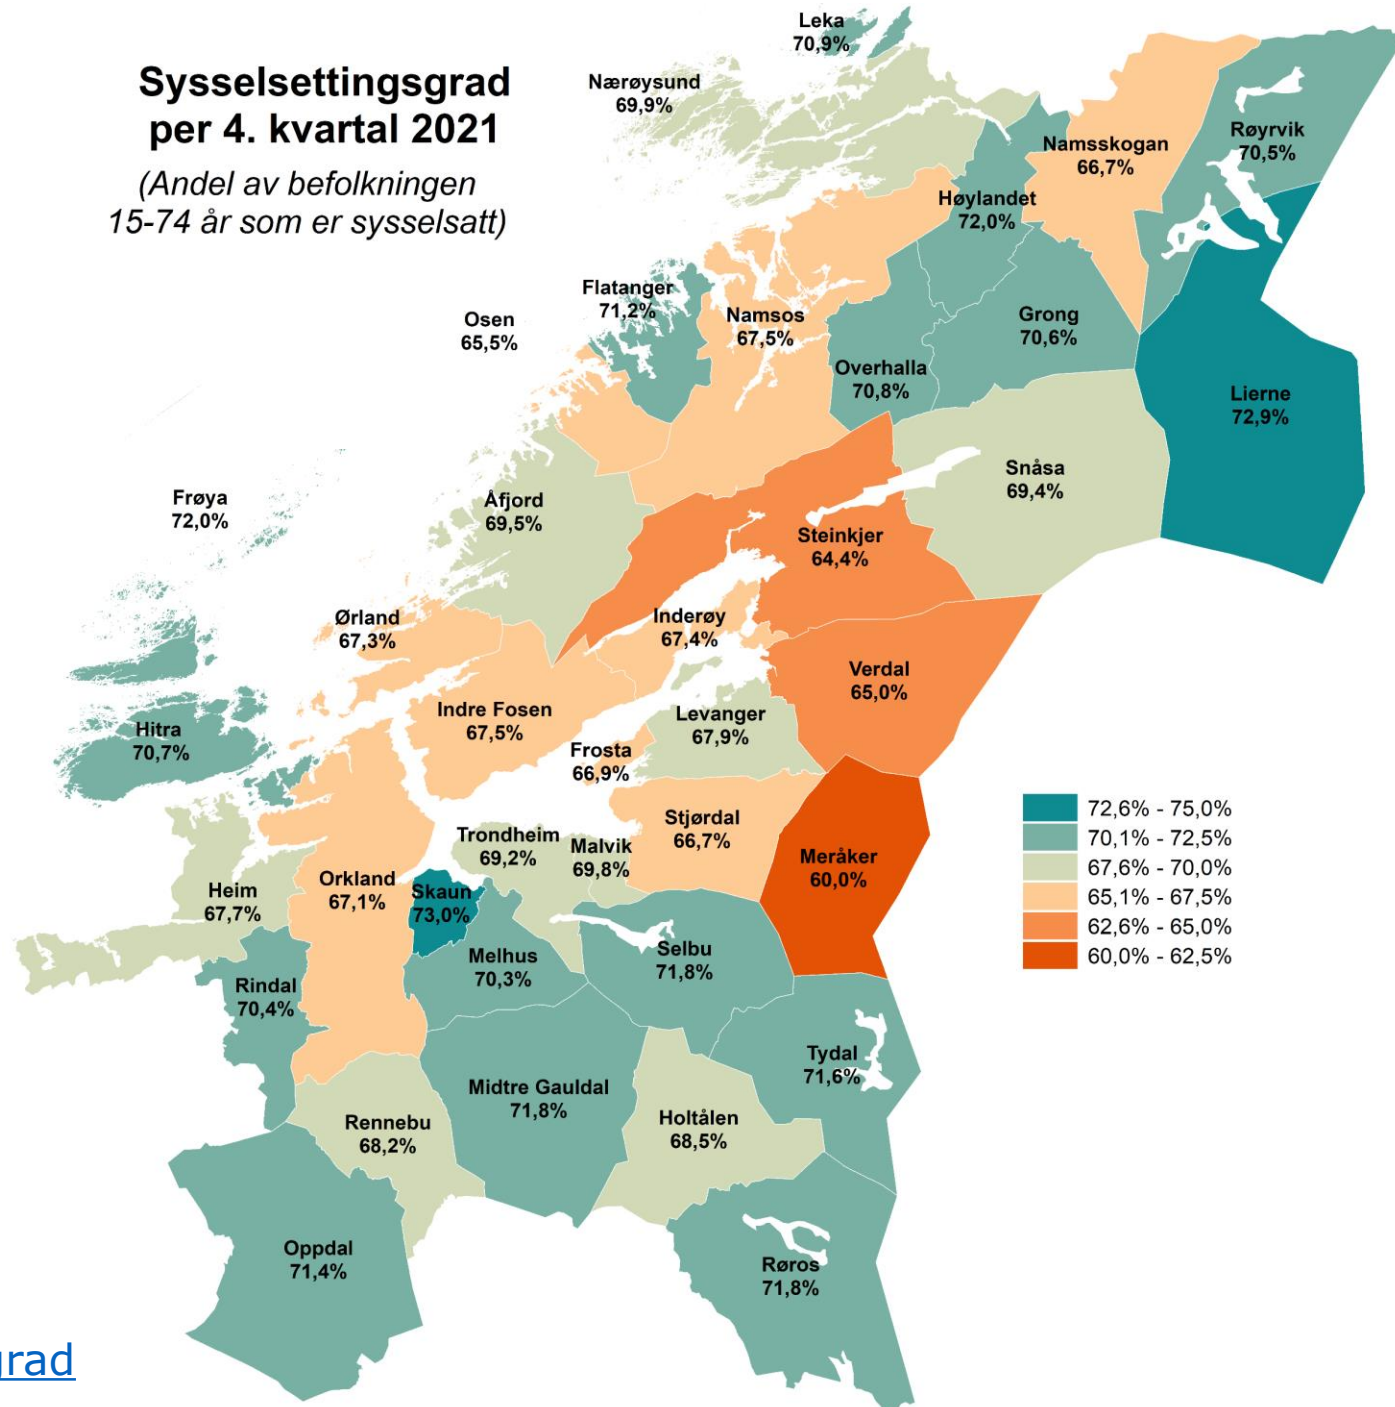 Sysselsettingsgrad
per 4. kvartal 2021
(Andel av befolkningen
15-74 år som er sysselsatt)
Leka
70,9%
Nærøysund
69,9%
Namsskogan
66,7%
Røyrvik
70,5%
Høylandet
72,0%
Flatanger
71,2%
Osen
65,5%
Namsos
67,5%
Grong
70,6%
Overhalla
70,8%
Lierne
72,9%
Snåsa
69,4%
Frøya
72,0%
Åfjord
69,5%
Steinkjer
64,4%
Ørland
67,3%
Inderøy
67,4%
Verdal
65,0%
Hitra
70,7%
Indre Fosen
67,5%
Levanger
67,9%
Frosta
66,9%
Stjørdal
66,7%
Trondheim
69,2%
Malvik
69,8%
Meråker
60,0%
Heim
67,7%
Orkland
67,1%
Skaun
73,0%
Melhus
70,3%
Selbu
71,8%
Rindal
70,4%
Tydal
71,6%
Midtre Gauldal
71,8%
Rennebu
68,2%
Holtålen
68,5%
Oppdal
71,4%
Røros
71,8%
72,6% - 75,0%
70,1% - 72,5%
67,6% - 70,0%
65,1% - 67,5%
62,6% - 65,0%
60,0% - 62,5%
grad